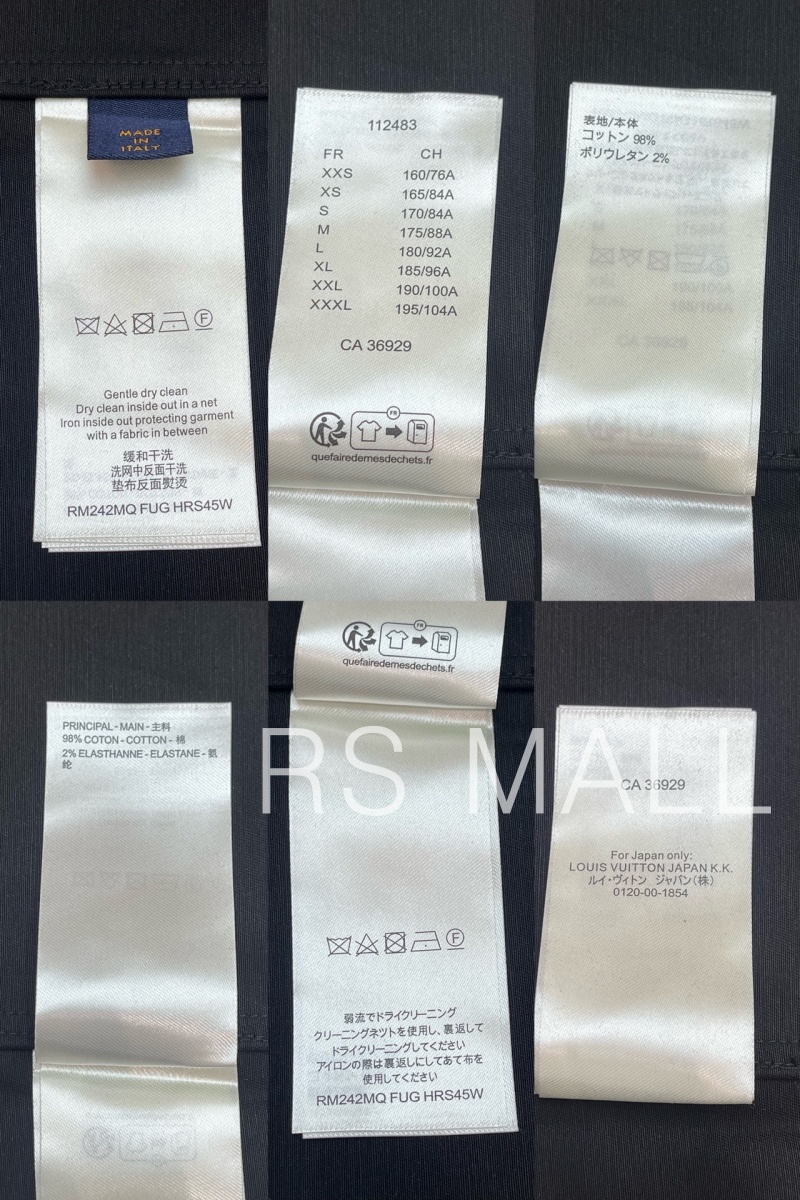 MADE
IN
ITALY
Gentle dry clean
Dry clean inside out in a net
Iron inside out protecting garment
with a fabric in between
缓和干洗
洗网中反面干洗
垫布反面熨烫
RM242MQ FUG HRS45W
112483
FR CH
XXS 160/76A
XS 165/84A
S 170/84A
M 175/88A
L 180/92A
XL 185/96A
XXL 190/100A
XXXL 195/104A
CA 36929
FR
quefairedemesdechets.fr
表地/本体
コットン 98%
ポリウレタン 2%
PRINCIPAL - MAIN - 主料
98% COTON - COTTON - 棉
2% ELASTHANNE - ELASTANE - 氨
纶
FR
quefairedemesdechets.fr
F
弱流でドライクリーニング
クリーニングネツトを使用し、裏返して
ドライクリーニングしてください
アイロンの際は裏返しにしてあて布を
使用してください
RM242MQ FUG HRS45W
CA 36929
For Japan only:
LOUIS VUITTON JAPAN K.K.
ルイ・ヴィトン ジャパン(株)
0120-00-1854
RS MALL